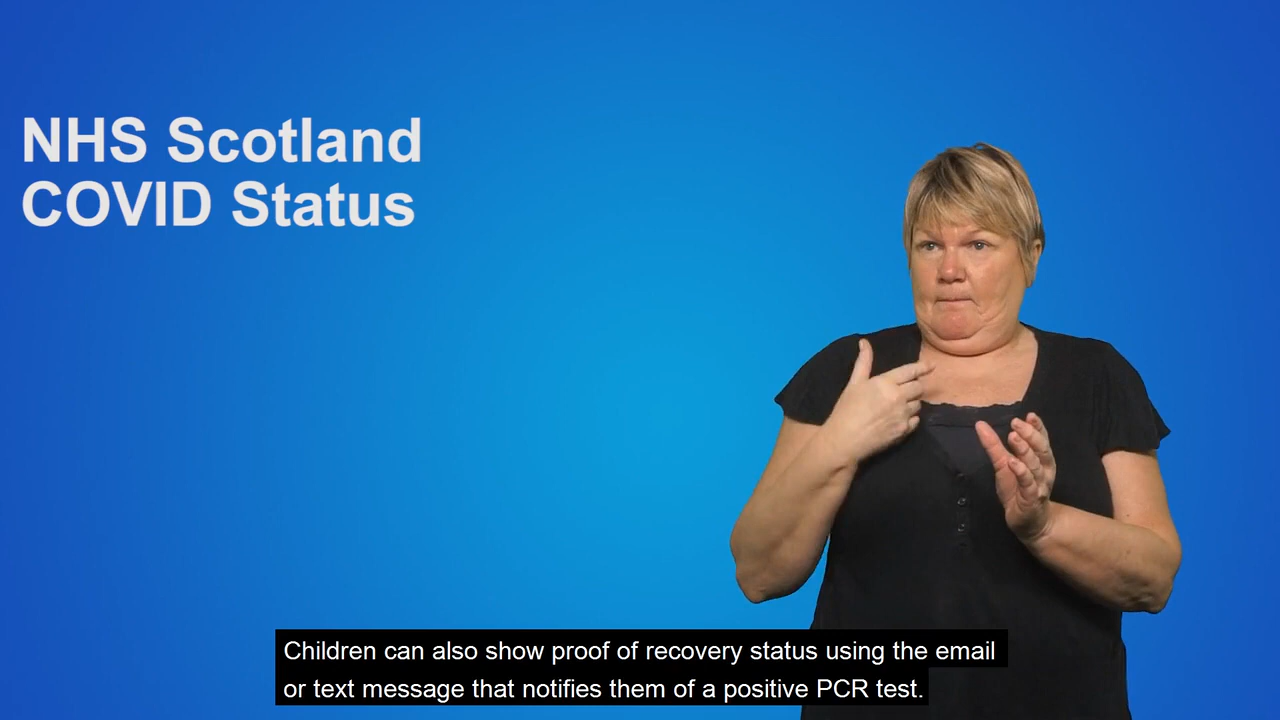 NHS Scotland
COVID Status
Children can also show proof of recovery status using the email
or text message that notifies them of a positive PCR test.